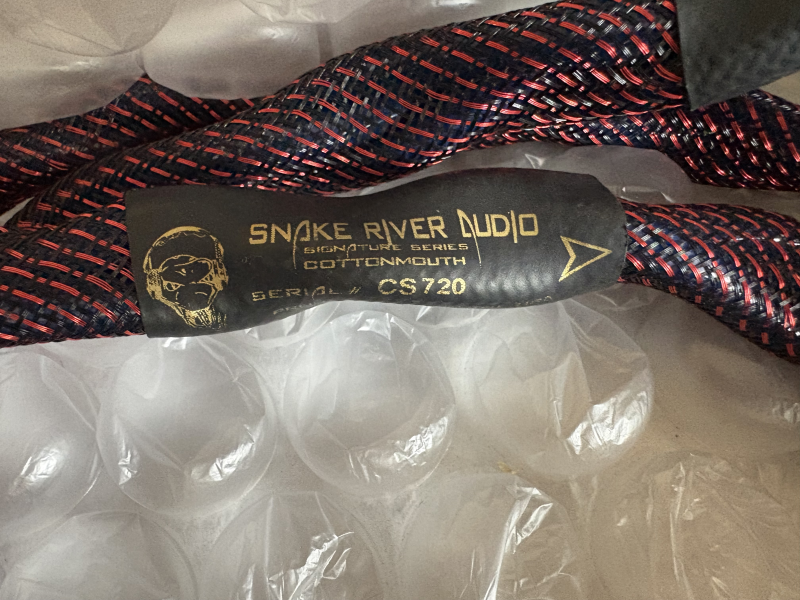 SNAKE RIVER AUDIO
SIGNATURE SERIES
COTTONMOUTH
SERIAL # CS720